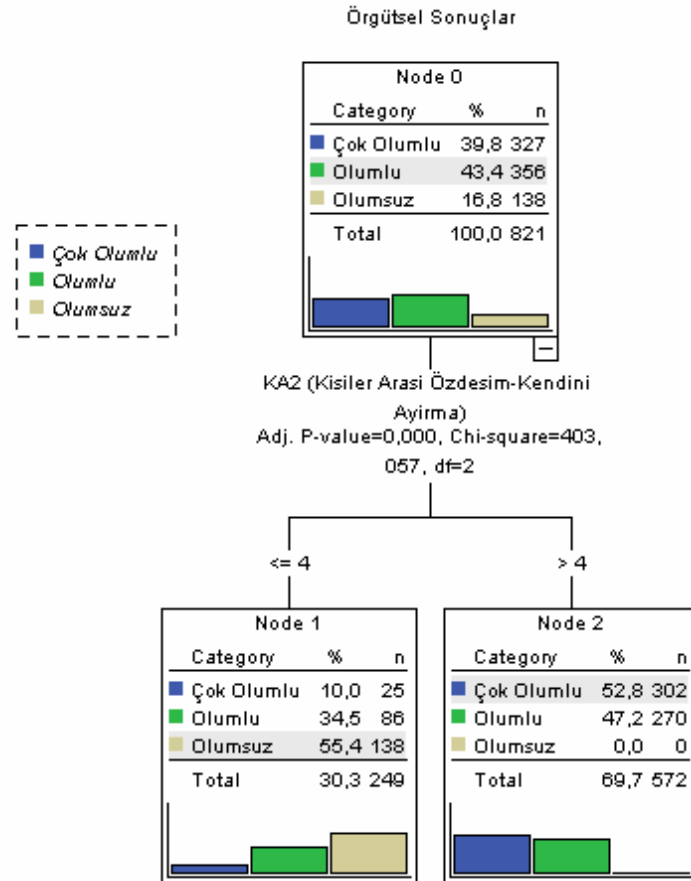 Örgütsel Sonuçlar
Node 0
Category % n
Çok Olumlu 39,8 327
Olumlu 43,4 356
Olumsuz 16,8 138
Total 100,0 821
Çok Olumlu
Olumlu
Olumsuz
KA2 (Kisiler Arasi Özdesim-Kendini
Ayirma)
Adj. P-value=0,000, Chi-square=403,
057, df=2
<= 4
> 4
Node 1
Category % n
Çok Olumlu 10,0 25
Olumlu 34,5 86
Olumsuz 55,4 138
Total 30,3 249
Node 2
Category % n
Çok Olumlu 52,8 302
Olumlu 47,2 270
Olumsuz 0,0 0
Total 69,7 572